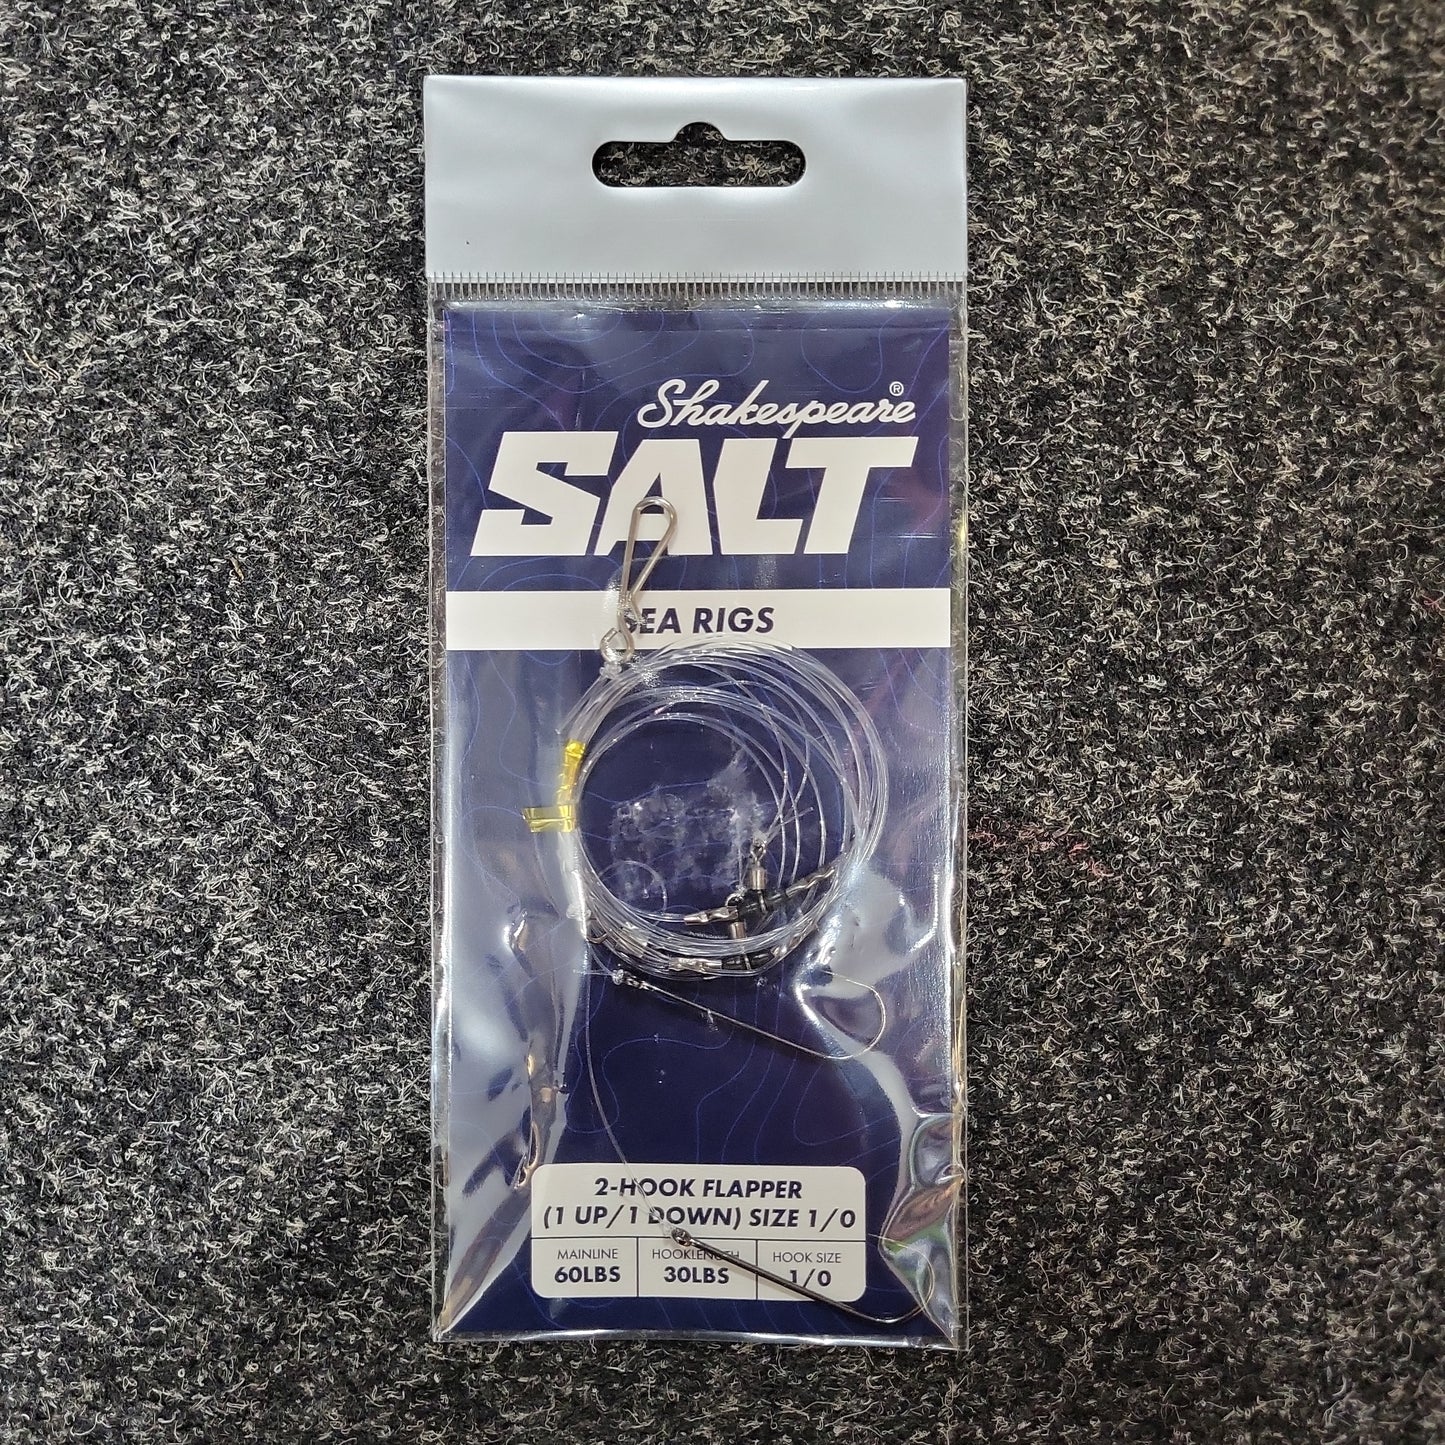 Shakespeare®
SALT
SEA RIGS
2-HOOK FLAPPER
(1 UP/1 DOWN) SIZE 1/0
MAINLINE
60LBS
HOOKLENGTH
30LBS
HOOK SIZE
1/0